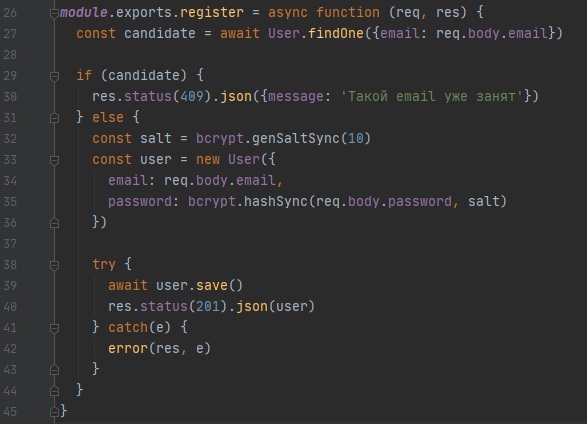 26 module.exports.register = async function (req, res) {
27 const candidate = await User.findOne({email: req.body.email})
28
29 if (candidate) {
30 res.status(409).json({message: 'Такой email уже занят'})
31 } else {
32 const salt = bcrypt.genSaltSync(10)
33 const user = new User({
34 email: req.body.email,
35 password: bcrypt.hashSync(req.body.password, salt)
36 })
37
38 try {
39 await user.save()
40 res.status(201).json(user)
41 } catch(e) {
42 error(res, e)
43 }
44 }
45 }